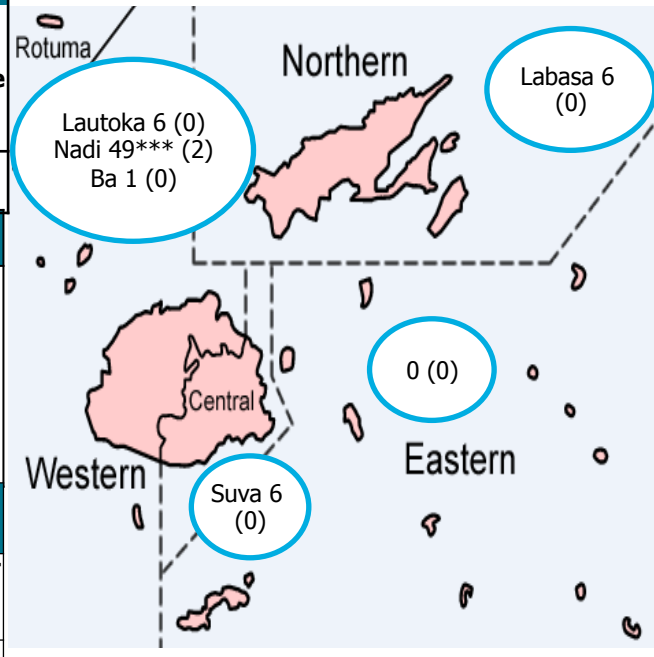 Rotuma
e
Northern
Labasa 6
(0)
Lautoka 6 (0)
Nadi 49*** (2)
Ba 1 (0)
0 (0)
Central
Western
Eastern
Suva 6
(0)